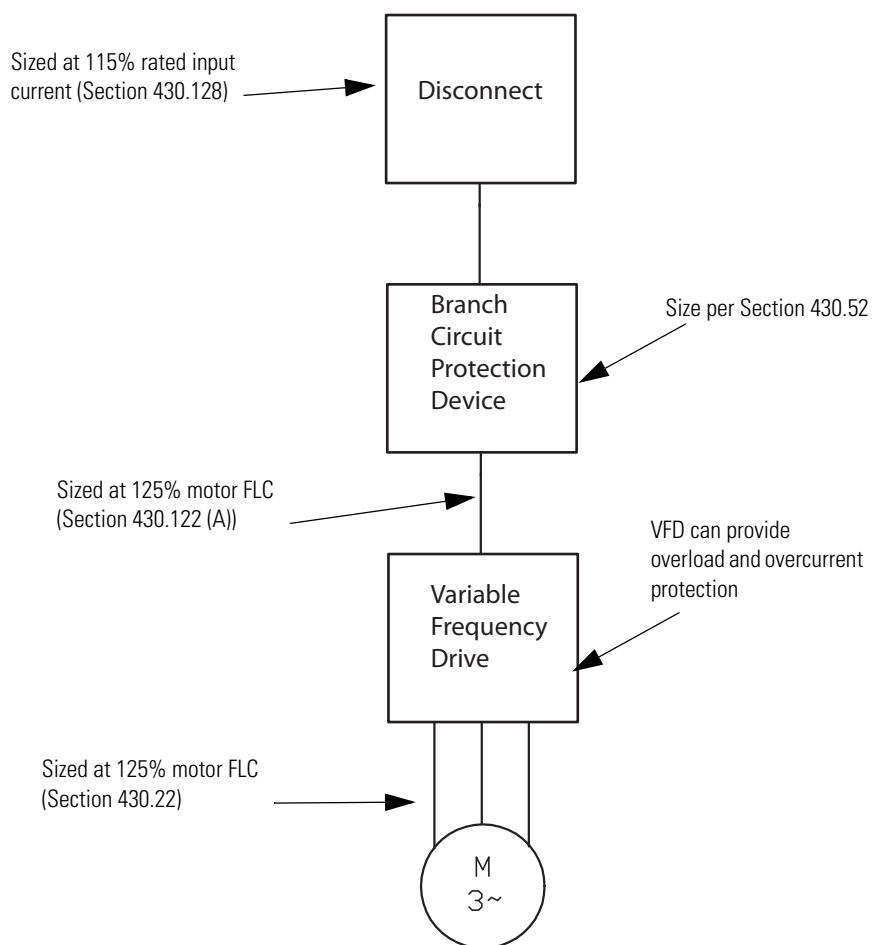 Sized at 115% rated input
current (Section 430.128)
Disconnect
Branch
Circuit
Protection
Device
Size per Section 430.52
Sized at 125% motor FLC
(Section 430.122 (A))
VFD can provide
overload and overcurrent
protection
Variable
Frequency
Drive
Sized at 125% motor FLC
(Section 430.22)
M
3~